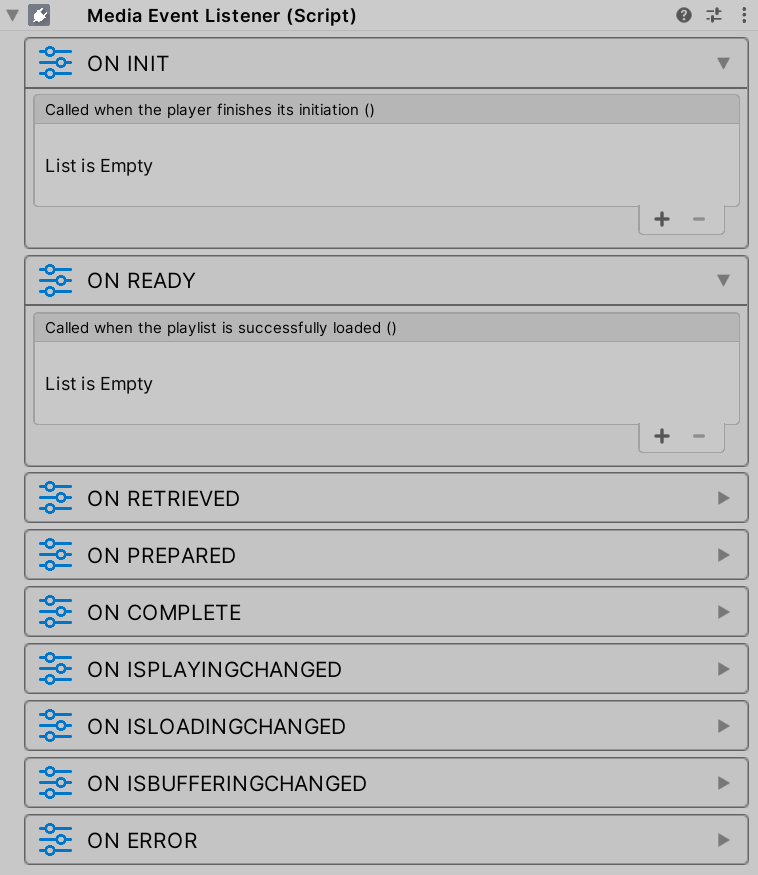 Media Event Listener (Script)
ON INIT
Called when the player finishes its initiation ()
List is Empty
ON READY
Called when the playlist is successfully loaded ()
List is Empty
ON RETRIEVED
ON PREPARED
ON COMPLETE
ON ISPLAYINGCHANGED
ON ISLOADINGCHANGED
ON ISBUFFERINGCHANGED
ON ERROR